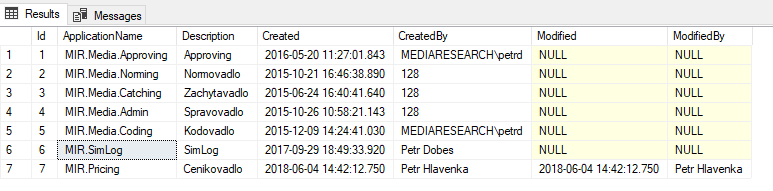 Results Messages
Id ApplicationName Description Created CreatedBy Modified ModifiedBy
1 1 MIR.Media.Approving Approving 2016-05-20 11:27:01.843 MEDIARESEARCH\petrd NULL NULL
2 2 MIR.Media.Norming Normovadlo 2015-10-21 16:46:38.890 128 NULL NULL
3 3 MIR.Media.Catching Zachytavadlo 2015-06-24 16:40:41.640 128 NULL NULL
4 4 MIR.Media.Admin Spravovadlo 2015-10-26 10:58:21.143 128 NULL NULL
5 5 MIR.Media.Coding Kodovadlo 2015-12-09 14:24:41.030 MEDIARESEARCH\petrd NULL NULL
6 6 MIR.SimLog SimLog 2017-09-29 18:49:33.920 Petr Dobes NULL NULL
7 7 MIR.Pricing Cenikovadlo 2018-06-04 14:42:12.750 Petr Hlavenka 2018-06-04 14:42:12.750 Petr Hlavenka